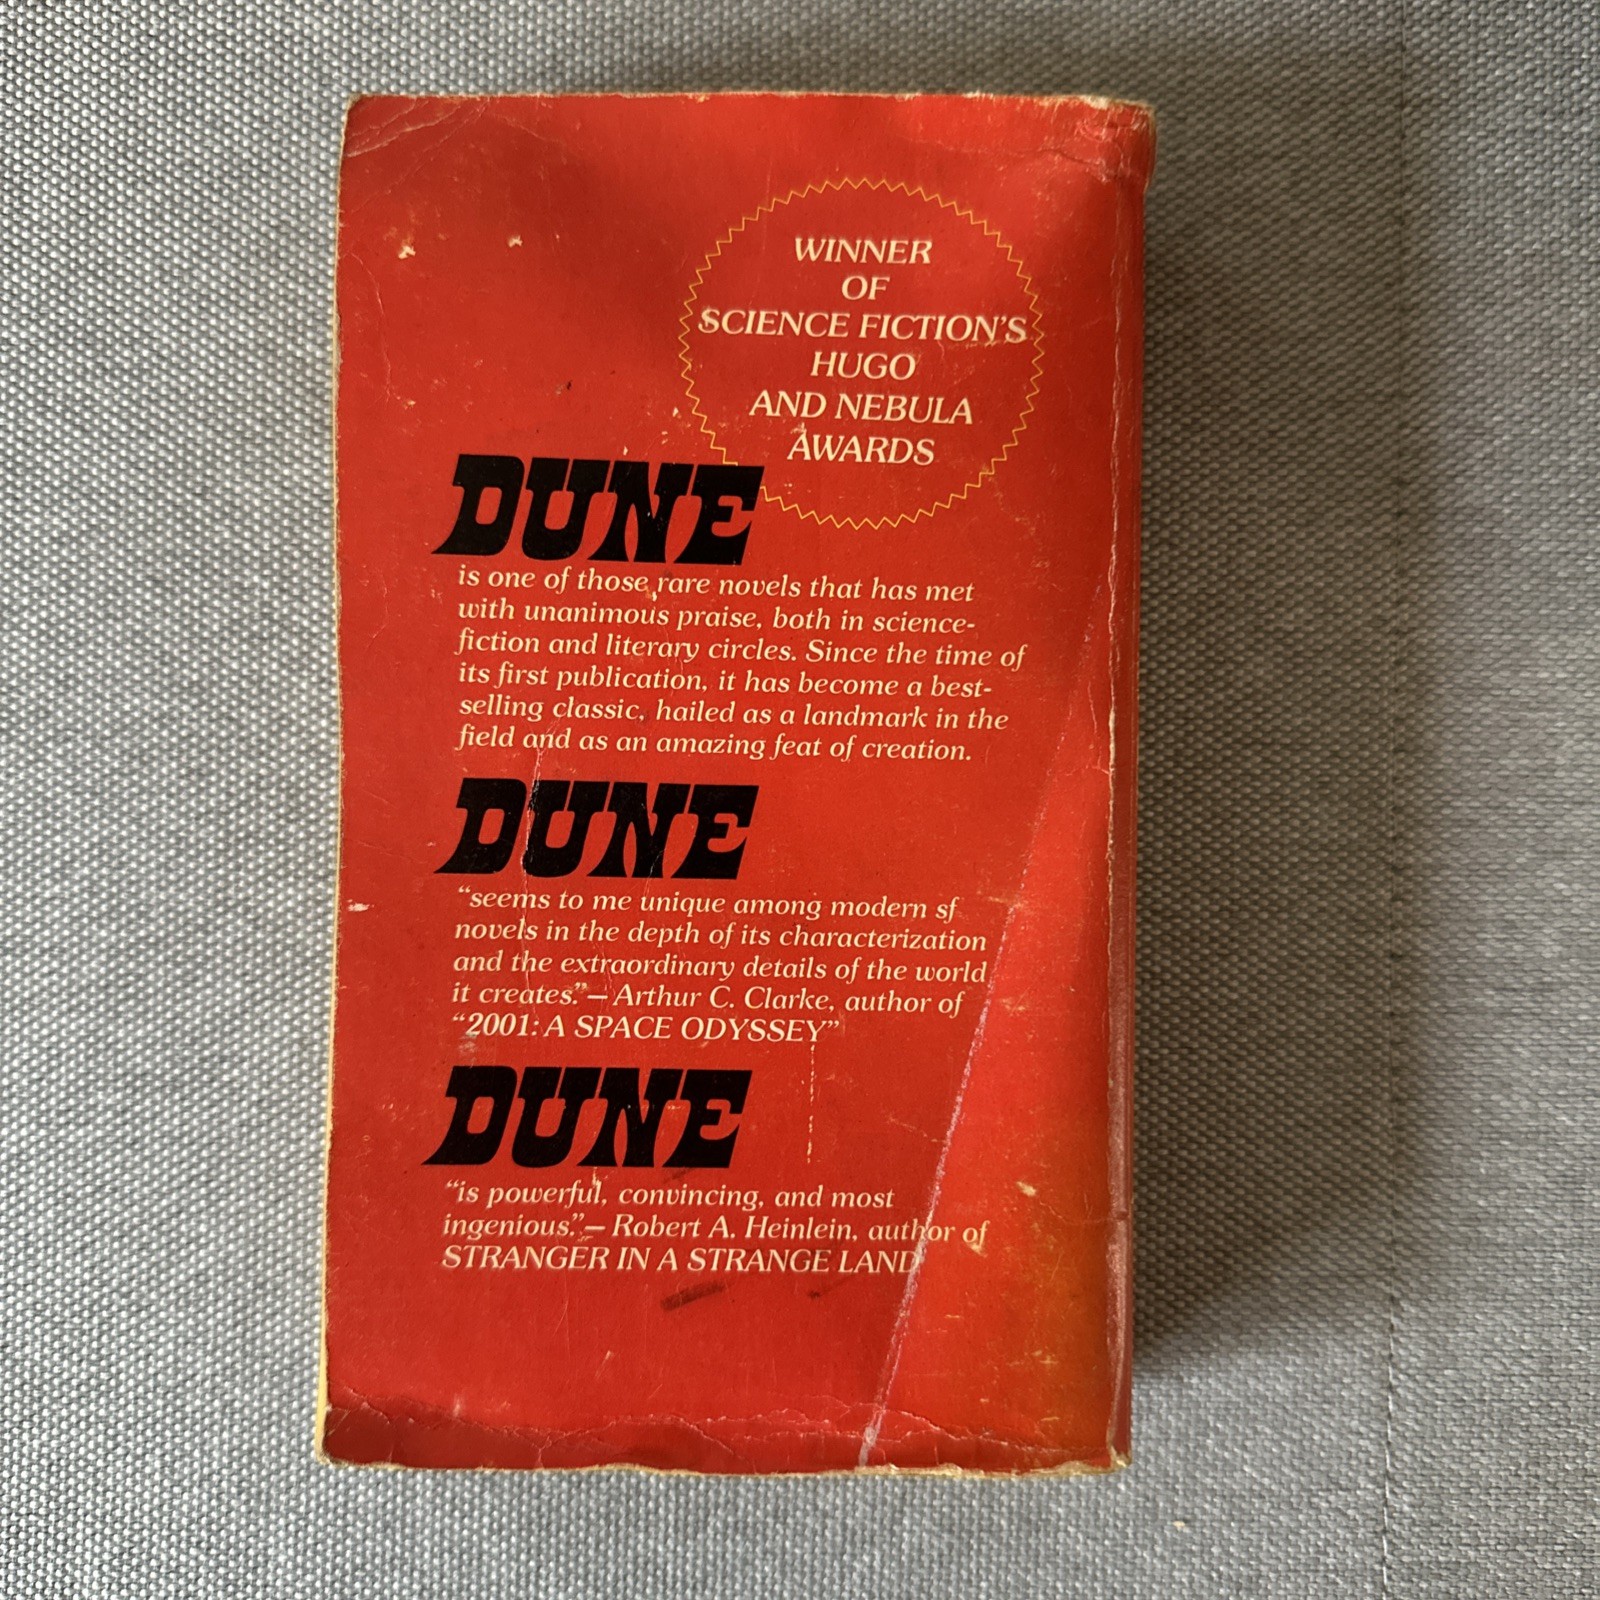 WINNER
OF
SCIENCE FICTION'S
HUGO
AND NEBULA
AWARDS
DUNE
is one of those rare novels that has met
with unanimous praise, both in science-
fiction and literary circles. Since the time of
its first publication, it has become a best-
selling classic, hailed as a landmark in the
field and as an amazing feat of creation.
DUNE
“seems to me unique among modern sf
novels in the depth of its characterization
and the extraordinary details of the world
it creates.”—Arthur C. Clarke, author of
“2001: A SPACE ODYSSEY”
DUNE
“is powerful, convincing, and most
ingenious.”—Robert A. Heinlein, author of
STRANGER IN A STRANGE LAND